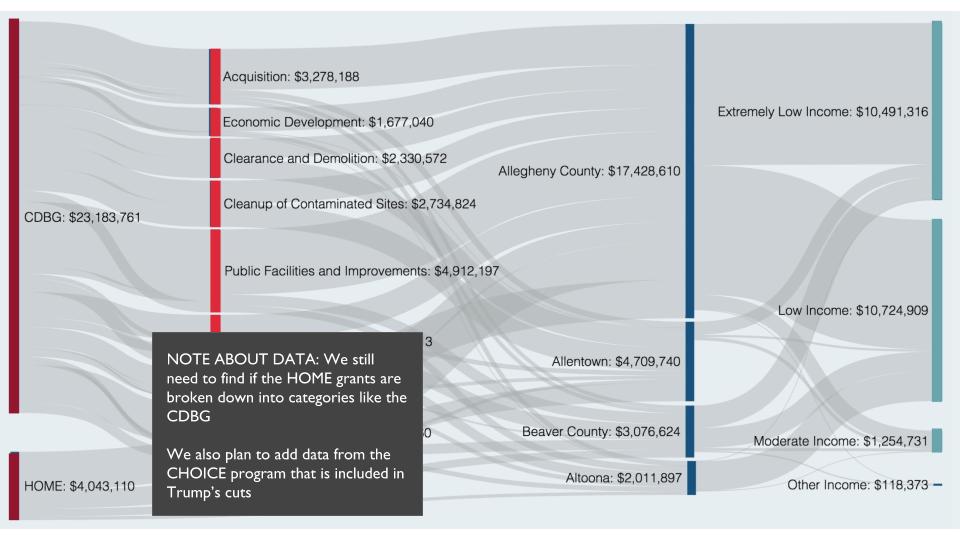 CDBG: $23,183,761
HOME: $4,043,110
Acquisition: $3,278,188
Economic Development: $1,677,040
Clearance and Demolition: $2,330,572
Cleanup of Contaminated Sites: $2,734,824
Public Facilities and Improvements: $4,912,197
3
0
NOTE ABOUT DATA: We still
need to find if the HOME grants are
broken down into categories like the
CDBG
We also plan to add data from the
CHOICE program that is included in
Trump's cuts
Allegheny County: $17,428,610
Allentown: $4,709,740
Beaver County: $3,076,624
Altoona: $2,011,897
Extremely Low Income: $10,491,316
Low Income: $10,724,909
Moderate Income: $1,254,731
Other Income: $118,373